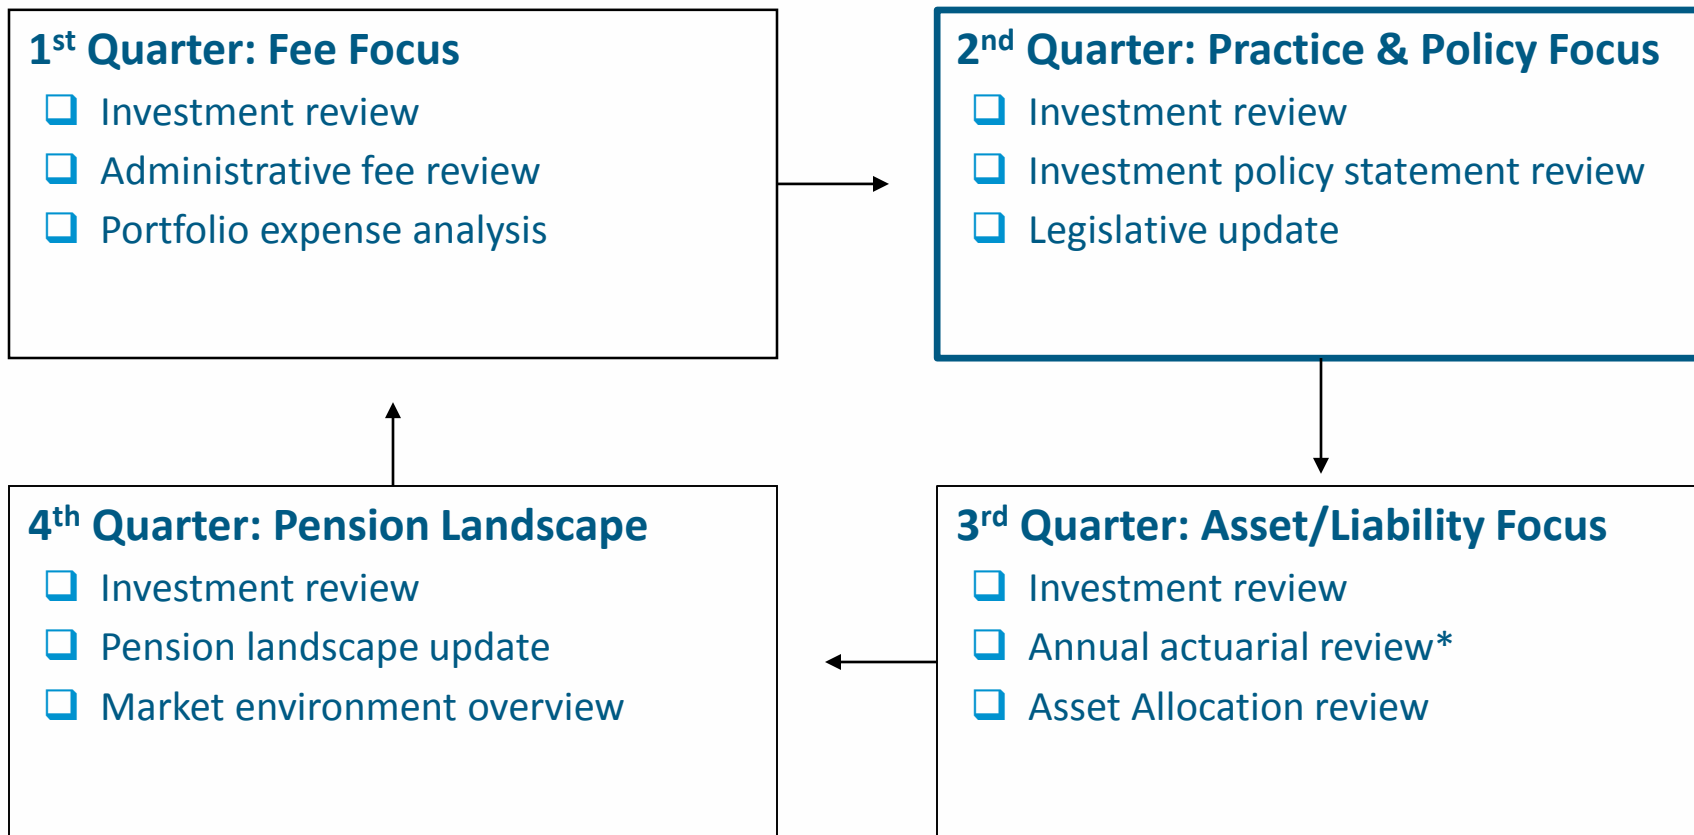 1st Quarter: Fee Focus
Investment review
Administrative fee review
Portfolio expense analysis
2nd Quarter: Practice & Policy Focus
Investment review
Investment policy statement review
Legislative update
4th Quarter: Pension Landscape
Investment review
Pension landscape update
Market environment overview
3rd Quarter: Asset/Liability Focus
Investment review
Annual actuarial review*
Asset Allocation review